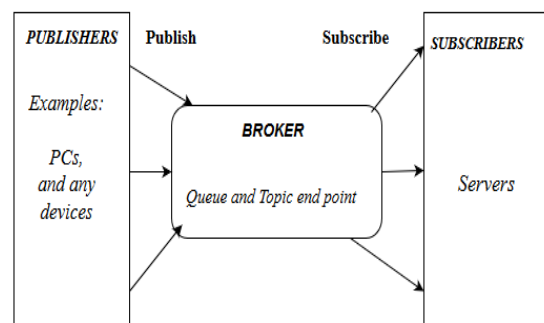 PUBLISHERS
Examples:
PCs,
and any
devices
Publish
BROKER
Queue and Topic end point
Subscribe
SUBSCRIBERS
Servers